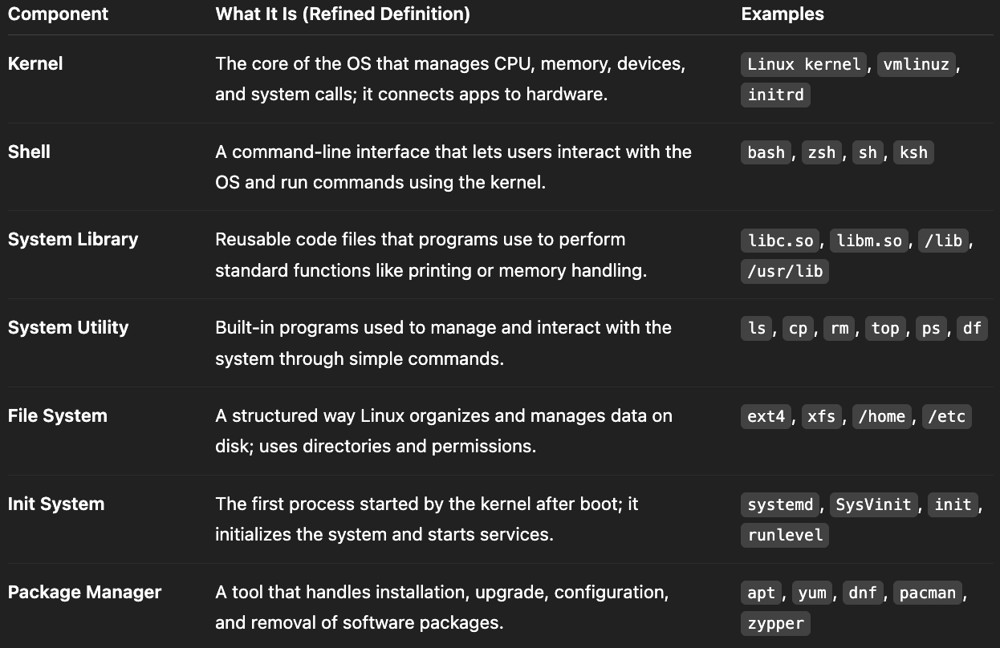 Component What It Is (Refined Definition) Examples
Kernel The core of the OS that manages CPU, memory, devices, Linux kernel, vmlinuz,
and system calls; it connects apps to hardware. initrd
Shell A command-line interface that lets users interact with the bash, zsh, sh, ksh
OS and run commands using the kernel.
System Library Reusable code files that programs use to perform libc.so, libm.so, /lib,
standard functions like printing or memory handling. /usr/lib
System Utility Built-in programs used to manage and interact with the ls, cp, rm, top, ps, df
system through simple commands.
File System A structured way Linux organizes and manages data on ext4, xfs, /home, /etc
disk; uses directories and permissions.
Init System The first process started by the kernel after boot; it systemd, SysVinit, init,
initializes the system and starts services. runlevel
Package Manager A tool that handles installation, upgrade, configuration, apt, yum, dnf, pacman,
and removal of software packages. zypper